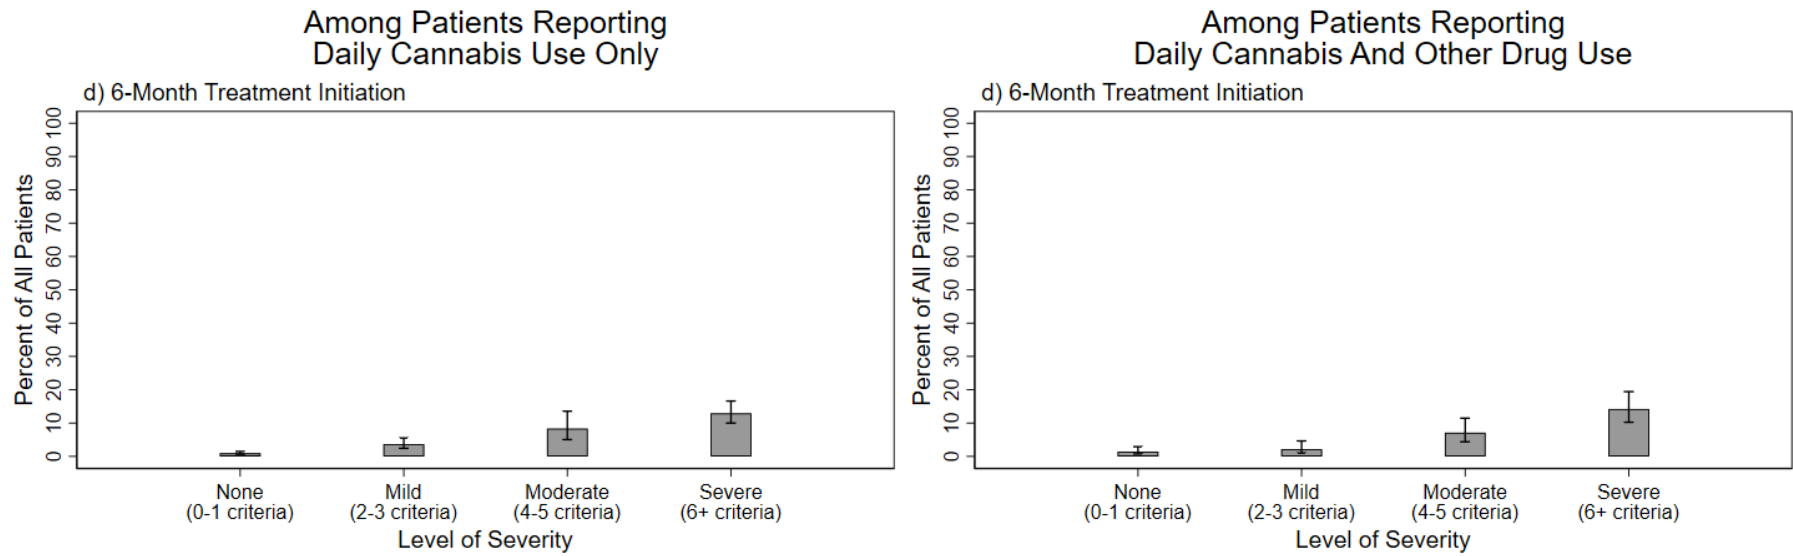 Among Patients Reporting
Daily Cannabis Use Only
d) 6-Month Treatment Initiation
Percent of All Patients
100
90
80
70
60
50
40
30
20
10
0
None
(0-1 criteria)
Mild
(2-3 criteria)
Moderate
(4-5 criteria)
Severe
(6+ criteria)
Level of Severity
Among Patients Reporting
Daily Cannabis And Other Drug Use
d) 6-Month Treatment Initiation
Percent of All Patients
100
90
80
70
60
50
40
30
20
10
0
None
(0-1 criteria)
Mild
(2-3 criteria)
Moderate
(4-5 criteria)
Severe
(6+ criteria)
Level of Severity